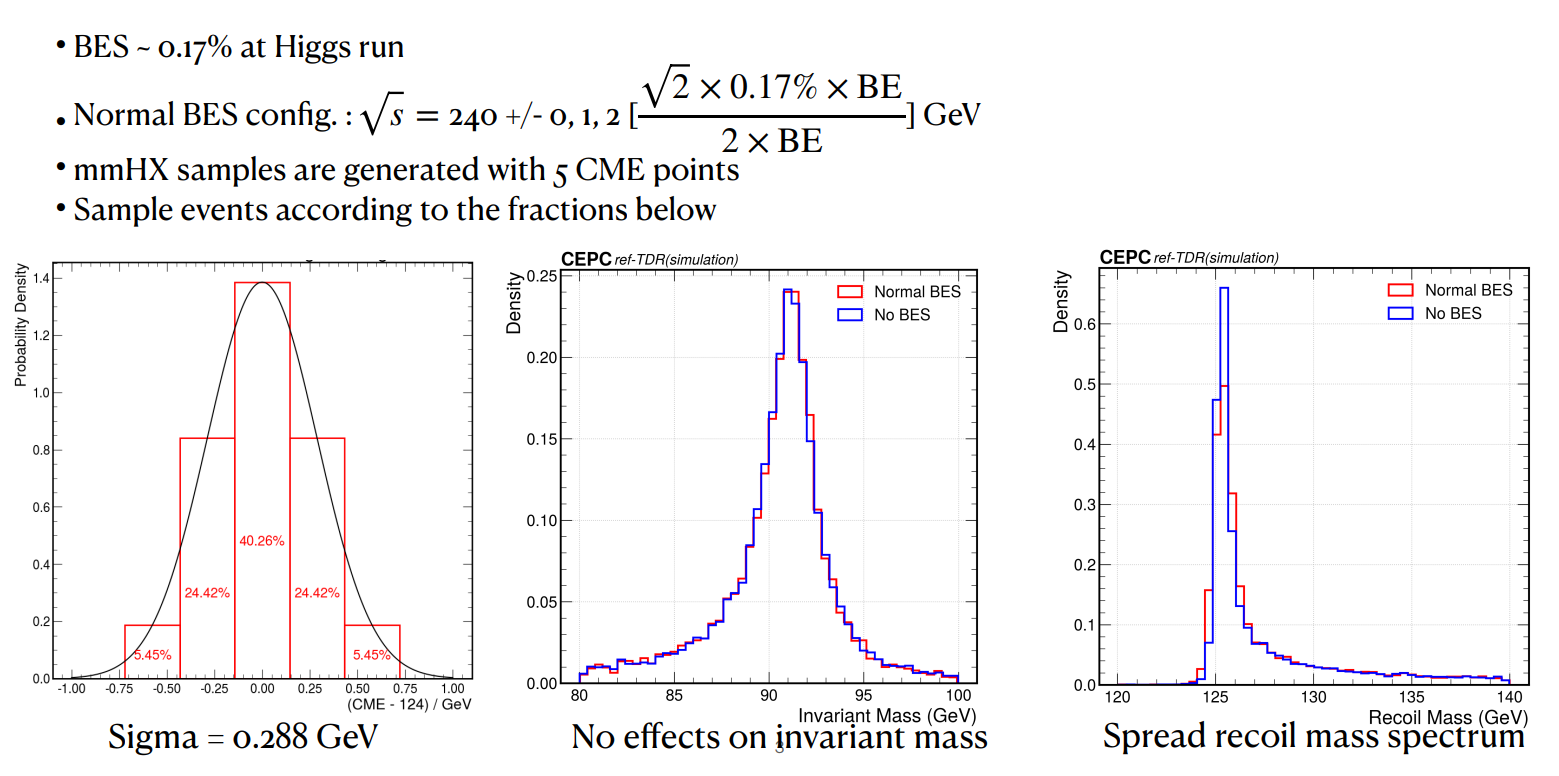 • BES ~ 0.17% at Higgs run
• Normal BES config. : √s = 240 +/- 0, 1, 2 [√2 × 0.17% × BE / 2 × BE] GeV
• mmHX samples are generated with 5 CME points
• Sample events according to the fractions below
Probability Density
1.4
1.2
1.0
0.8
0.6
0.4
0.2
0.0
40.26%
24.42%
24.42%
5.45%
5.45%
-1.00 -0.75 -0.50 -0.25 0.00 0.25 0.50 0.75 1.00
(CME - 124) / GeV
Sigma = 0.288 GeV
CEPC ref-TDR(simulation)
Density
0.25
0.20
0.15
0.10
0.05
0.00
Normal BES
No BES
80 85 90 95 100
Invariant Mass (GeV)
No effects on invariant mass
3
CEPC ref-TDR(simulation)
Density
0.6
0.5
0.4
0.3
0.2
0.1
0.0
Normal BES
No BES
120 125 130 135 140
Recoil Mass (GeV)
Spread recoil mass spectrum